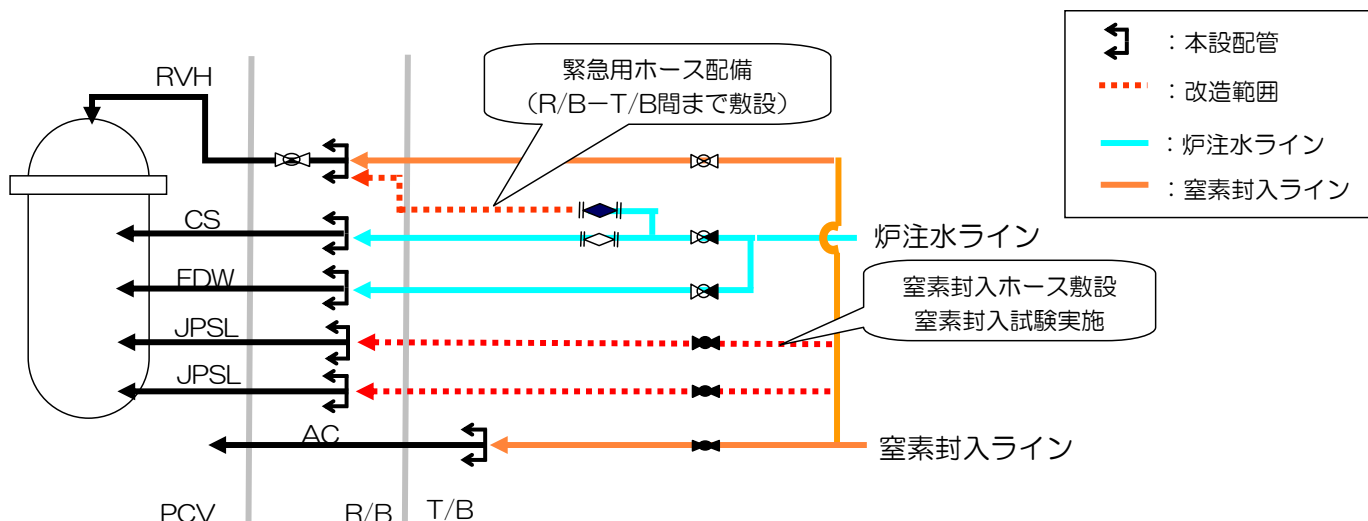 RVH
緊急用ホース配備
（R/B－T/B間まで敷設）
：本設配管
：改造範囲
：炉注水ライン
：窒素封入ライン
CS
炉注水ライン
FDW
窒素封入ホース敷設
窒素封入試験実施
JPSL
JPSL
AC
窒素封入ライン
PCV
R/B
T/B